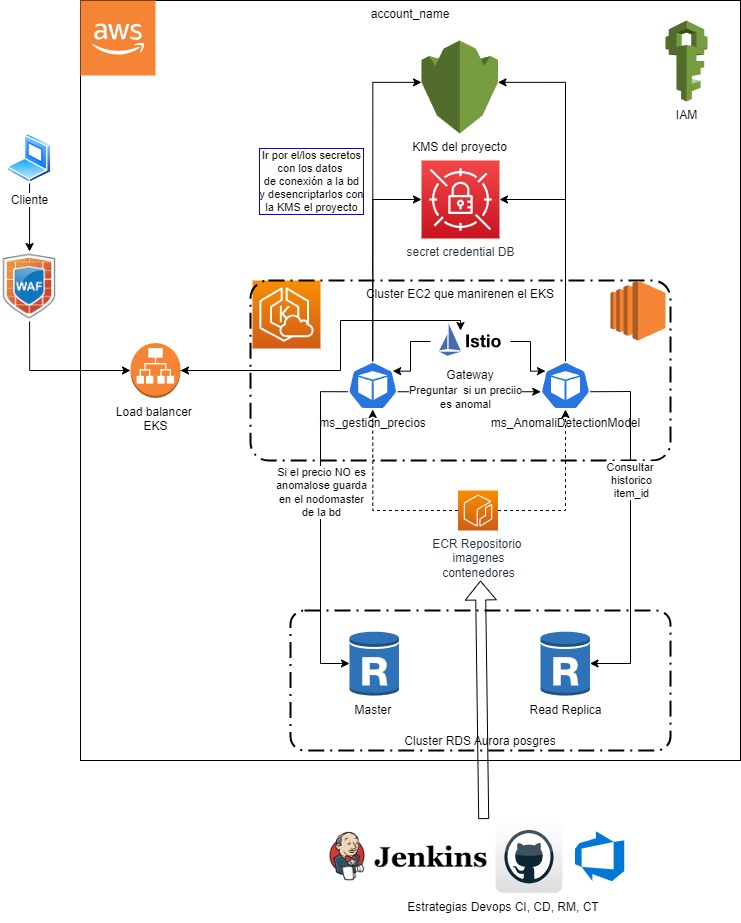 account_name
aws
IAM
KMS del proyecto
Ir por el/los secretos
con los datos
de conexión a la bd
y desencriptarlos con
la KMS el proyecto
Cliente
secret credential DB
WAF
Cluster EC2 que manirenen el EKS
K
Istio
Gateway
Preguntar si un preciio
es anomal
Load balancer
EKS
ms_gestion_precios
ms_AnomaliDetectionModel
Si el precio NO es
anomalose guarda
en el nodomaster
de la bd
Consultar
historico
item_id
ECR Repositorio
imagenes
contenedores
R
R
Master
Read Replica
Cluster RDS Aurora posgres
Jenkins
Estrategias Devops CI, CD, RM, CT